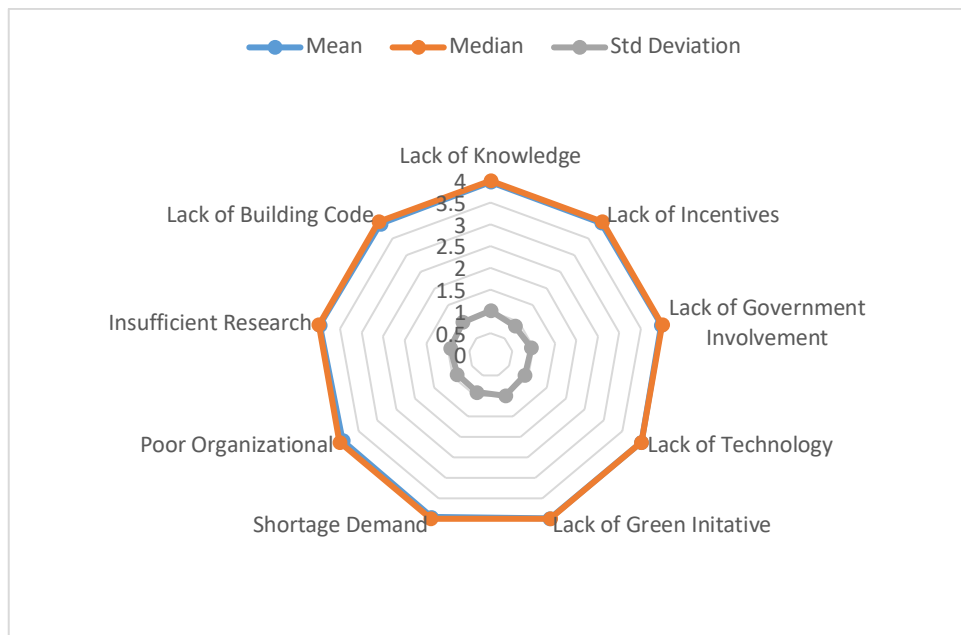 Mean Median Std Deviation
Lack of Knowledge
Lack of Incentives
Lack of Government
Involvement
Lack of Technology
Lack of Green Initative
Shortage Demand
Poor Organizational
Insufficient Research
Lack of Building Code
4
3.5
3
2.5
2
1.5
1
0.5
0